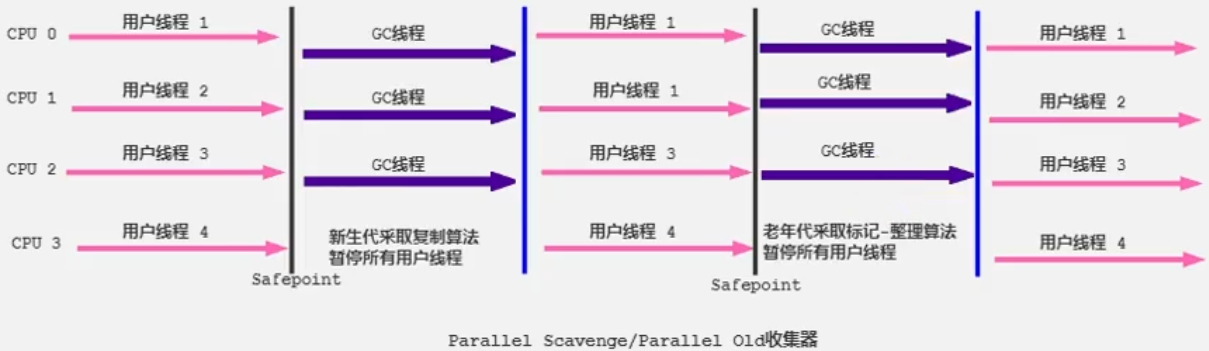 CPU 0
用户线程 1
GC线程
用户线程 1
GC线程
用户线程 1
CPU 1
用户线程 2
GC线程
用户线程 1
GC线程
用户线程 2
CPU 2
用户线程 3
GC线程
用户线程 3
GC线程
用户线程 3
CPU 3
用户线程 4
新生代采取复制算法
暂停所有用户线程
用户线程 4
老年代采取标记-整理算法
暂停所有用户线程
用户线程 4
Safepoint
Safepoint
Parallel Scavenge/Parallel Old收集器